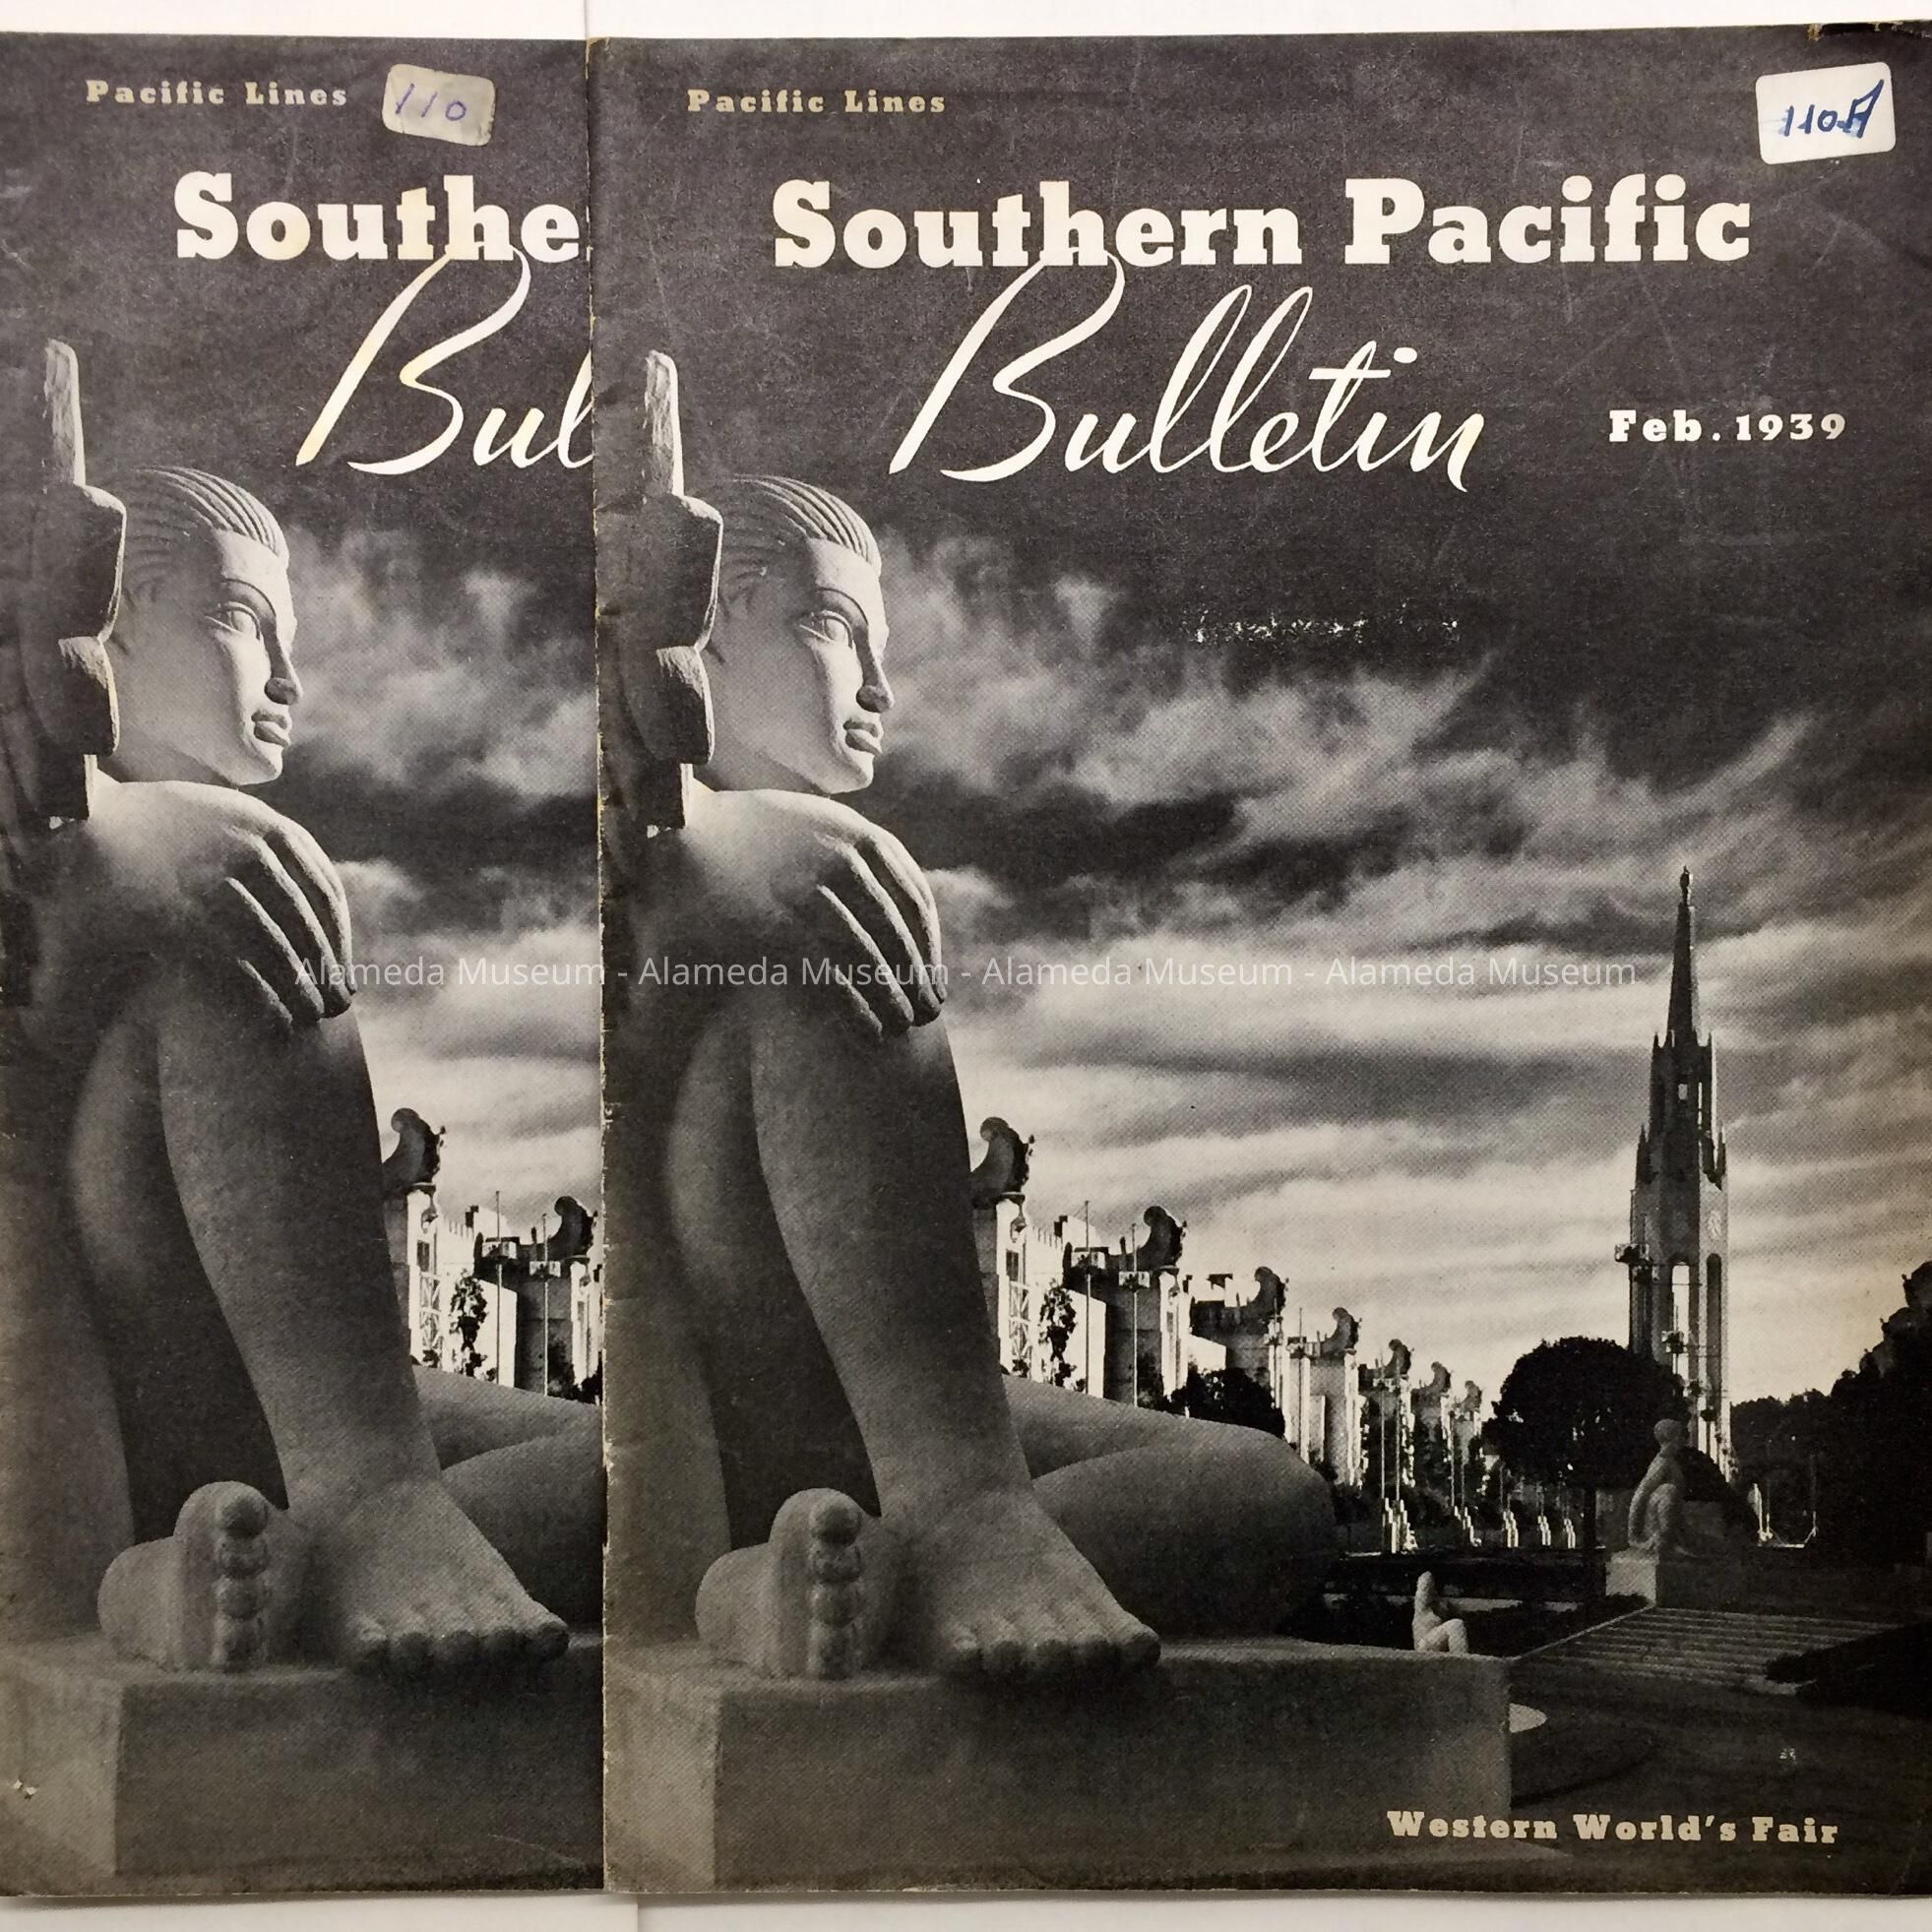 Pacific Lines
110
Southe
Bul
Pacific Lines
110A
Southern Pacific
Bulletin
Feb. 1939
Alameda Museum - Alameda Museum - Alameda Museum - Alameda Museum
Western World's Fair